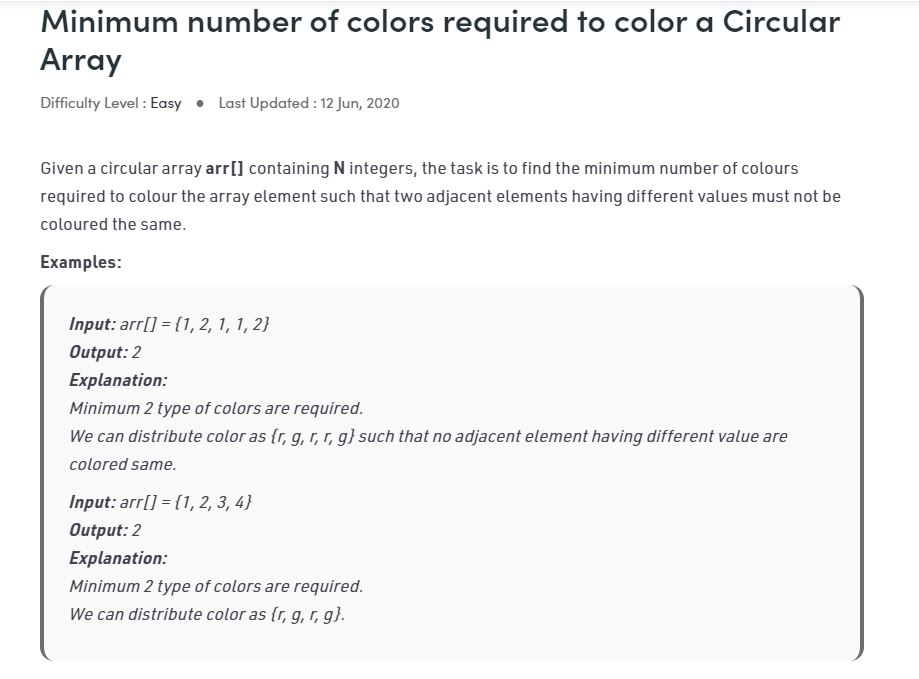 Minimum number of colors required to color a Circular
Array
Difficulty Level : Easy ● Last Updated : 12 Jun, 2020
Given a circular array arr[] containing N integers, the task is to find the minimum number of colours
required to colour the array element such that two adjacent elements having different values must not be
coloured the same.
Examples:
Input: arr[] = {1, 2, 1, 1, 2}
Output: 2
Explanation:
Minimum 2 type of colors are required.
We can distribute color as {r, g, r, r, g} such that no adjacent element having different value are
colored same.
Input: arr[] = {1, 2, 3, 4}
Output: 2
Explanation:
Minimum 2 type of colors are required.
We can distribute color as {r, g, r, g}.